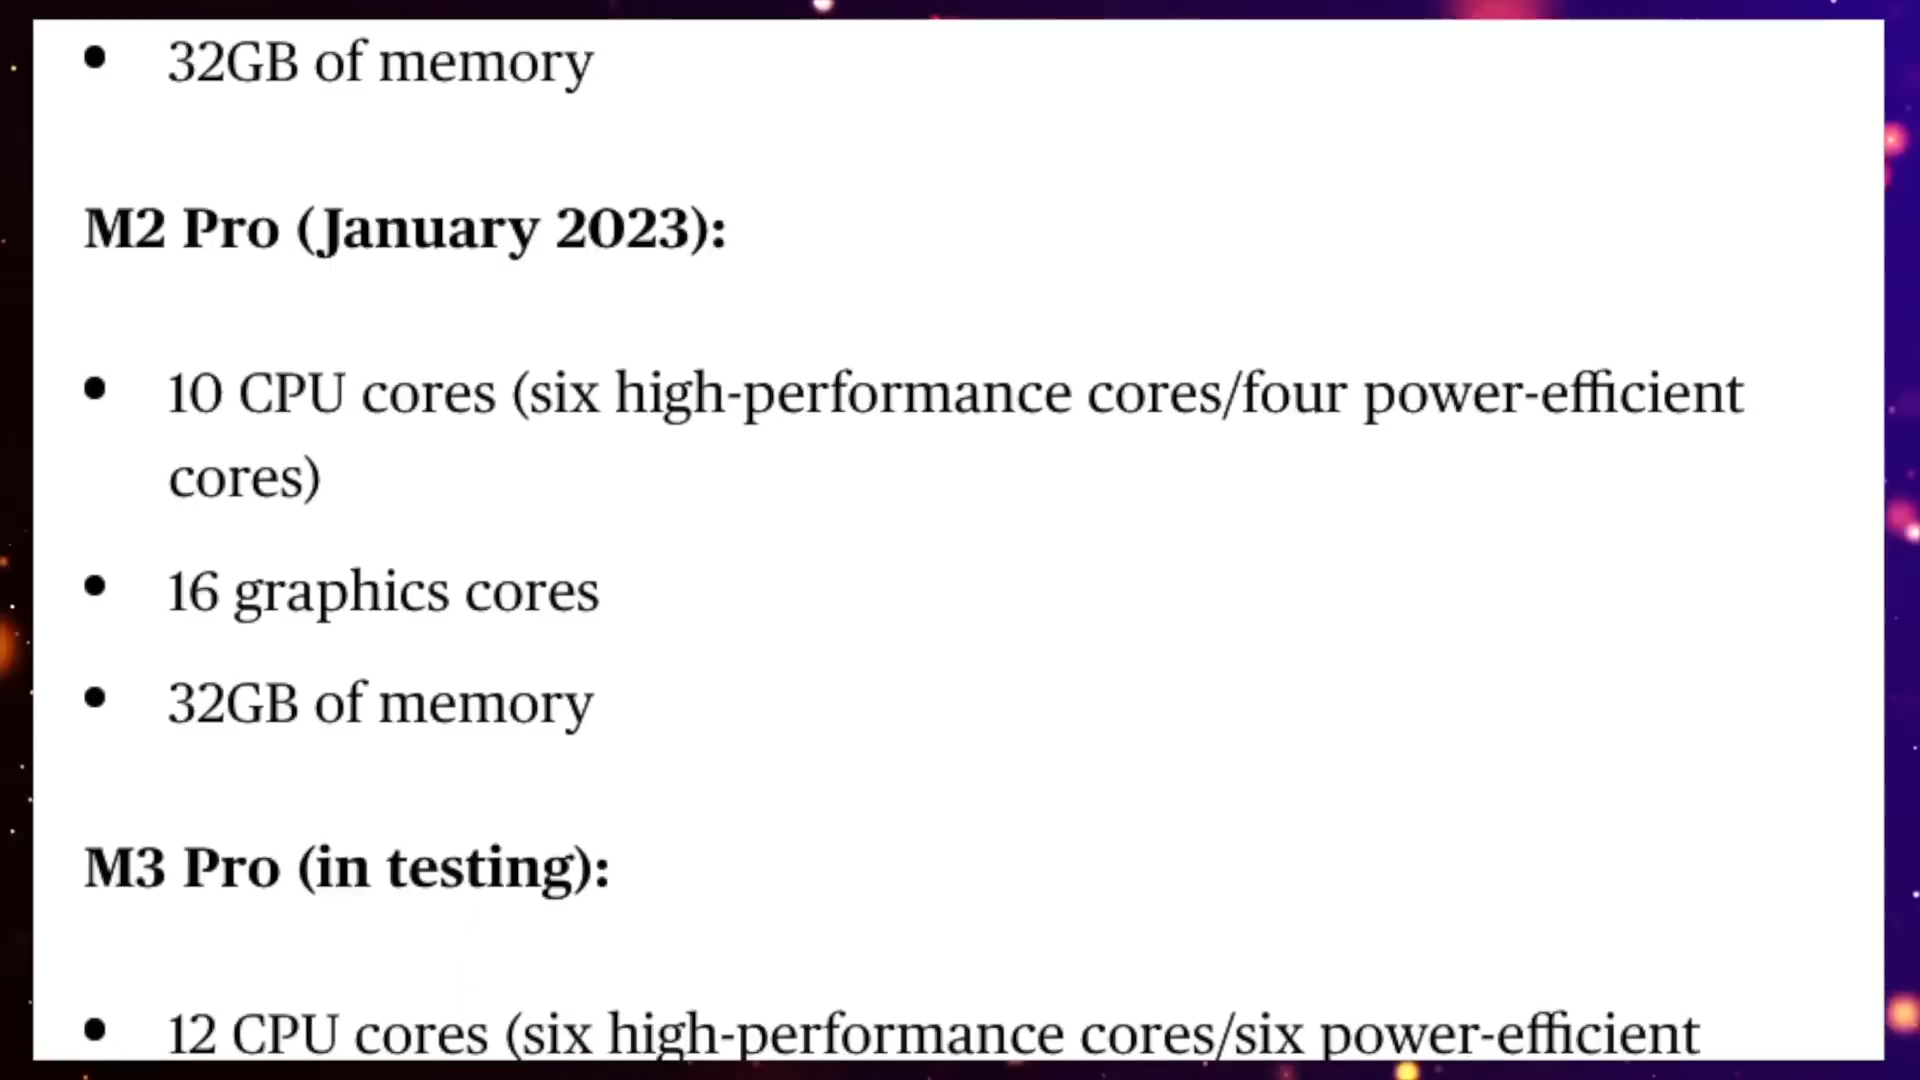 • 32GB of memory
M2 Pro (January 2023):
• 10 CPU cores (six high-performance cores/four power-efficient
cores)
• 16 graphics cores
• 32GB of memory
M3 Pro (in testing):
• 12 CPU cores (six high-performance cores/six power-efficient